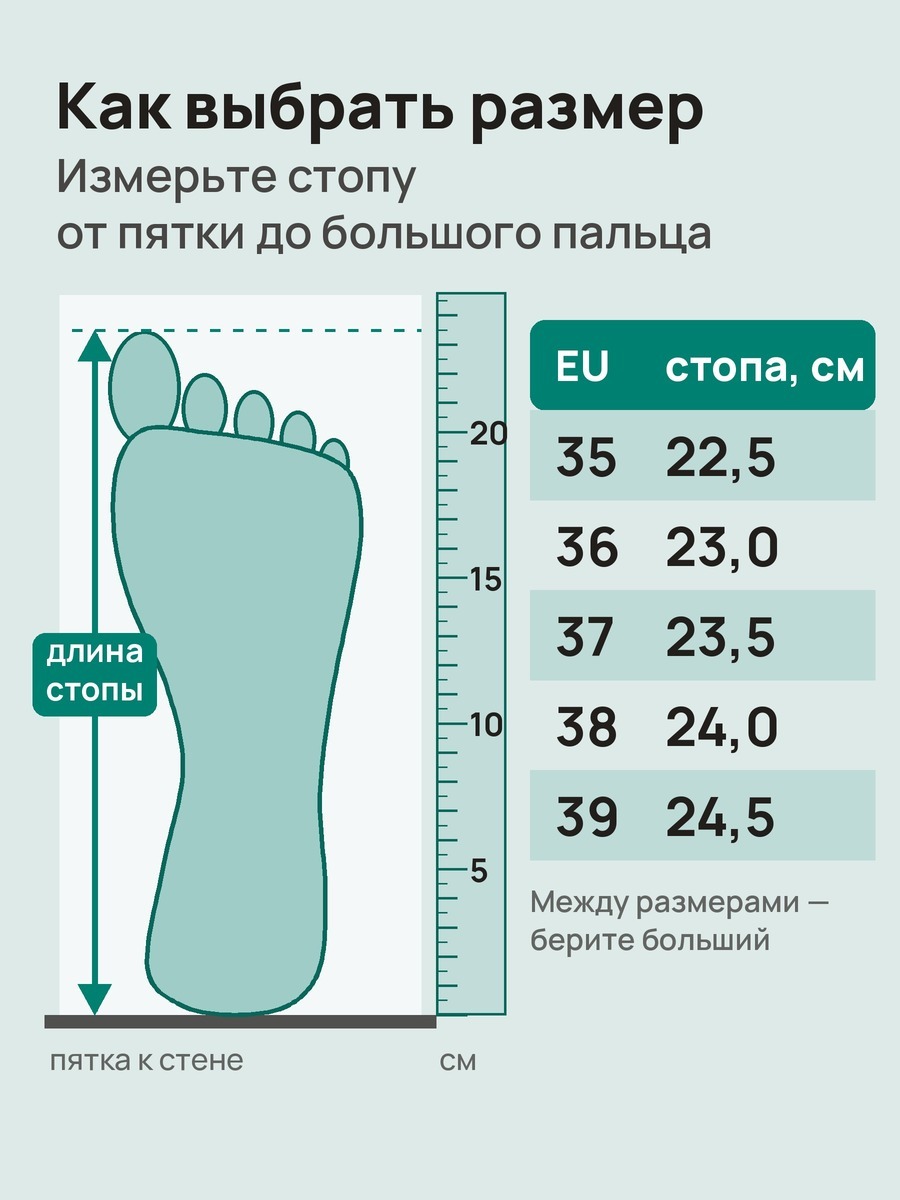 Как выбрать размер
Измерьте стопу
от пятки до большого пальца
длина
стопы
20
15
10
5
пятка к стене
см
EU стопа, см
35 22,5
36 23,0
37 23,5
38 24,0
39 24,5
Между размерами —
берите больший